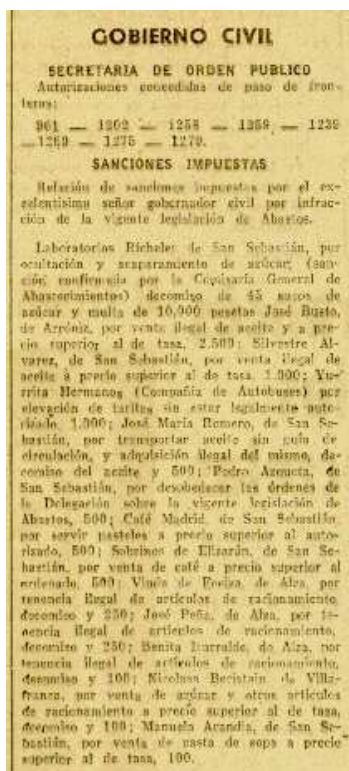 GOBIERNO CIVIL
SECRETARIA DE ORDEN PUBLICO
Autorizaciones concedidas de paso de fron-
teras:
961 — 1202 — 1258 — 1259 — 1239
— 1269 — 1275 — 1279.
SANCIONES IMPUESTAS
Relación de sanciones impuestas por el ex-
celentísimo señor gobernador civil por infrac-
ción de la vigente legislación de Abastos.
Laboratorios Richelet de San Sebastián, por
ocultación y acaparamiento de azúcar, (san-
ción confirmada por la Comisaría General de
Abastecimientos) decomiso de 45 sacos de
azúcar y multa de 10.000 pesetas José Busto,
de Arróniz, por venta ilegal de aceite y a pre-
cio superior al de tasa, 2.500; Silvestre Al-
varez, de San Sebastián, por venta ilegal de
aceite a precio superior al de tasa, 1.000; Yu-
rrita Hermanos (Compañía de Autobuses) por
elevación de tarifas sin estar legalmente auto-
rizado, 1.000; José María Romero, de San Se-
bastián, por transportar aceite sin guía de
circulación, y adquisición ilegal del mismo, de-
comiso del aceite y 500; Pedro Azqueta, de
San Sebastián, por desobedecer las órdenes de
la Delegación sobre la vigente legislación de
Abastos, 500; Café Madrid, de San Sebastián
por servir pasteles a precio superior al auto-
rizado, 500; Sobrinos de Elizarán, de San Se-
bastián, por venta de café a precio superior al
ordenado, 500; Viuda de de Alza, por
tenencia ilegal de artículos de racionamiento
decomiso y 250; José Peña, de Alza, por te-
nencia ilegal de artículos de racionamiento,
decomiso y 250; Benita Iturralde, de Alza, por
tenencia ilegal de artículos de racionamiento,
decomiso y 100; Nicolasa Beristain de Villa-
franca, por venta de azúcar y otros artículos
de racionamiento a precio superior al de tasa,
decomiso y 100; Manuela Arandia, de San Se-
bastián, por venta de pasta de sopa a precio
superior al de tasa, 100.